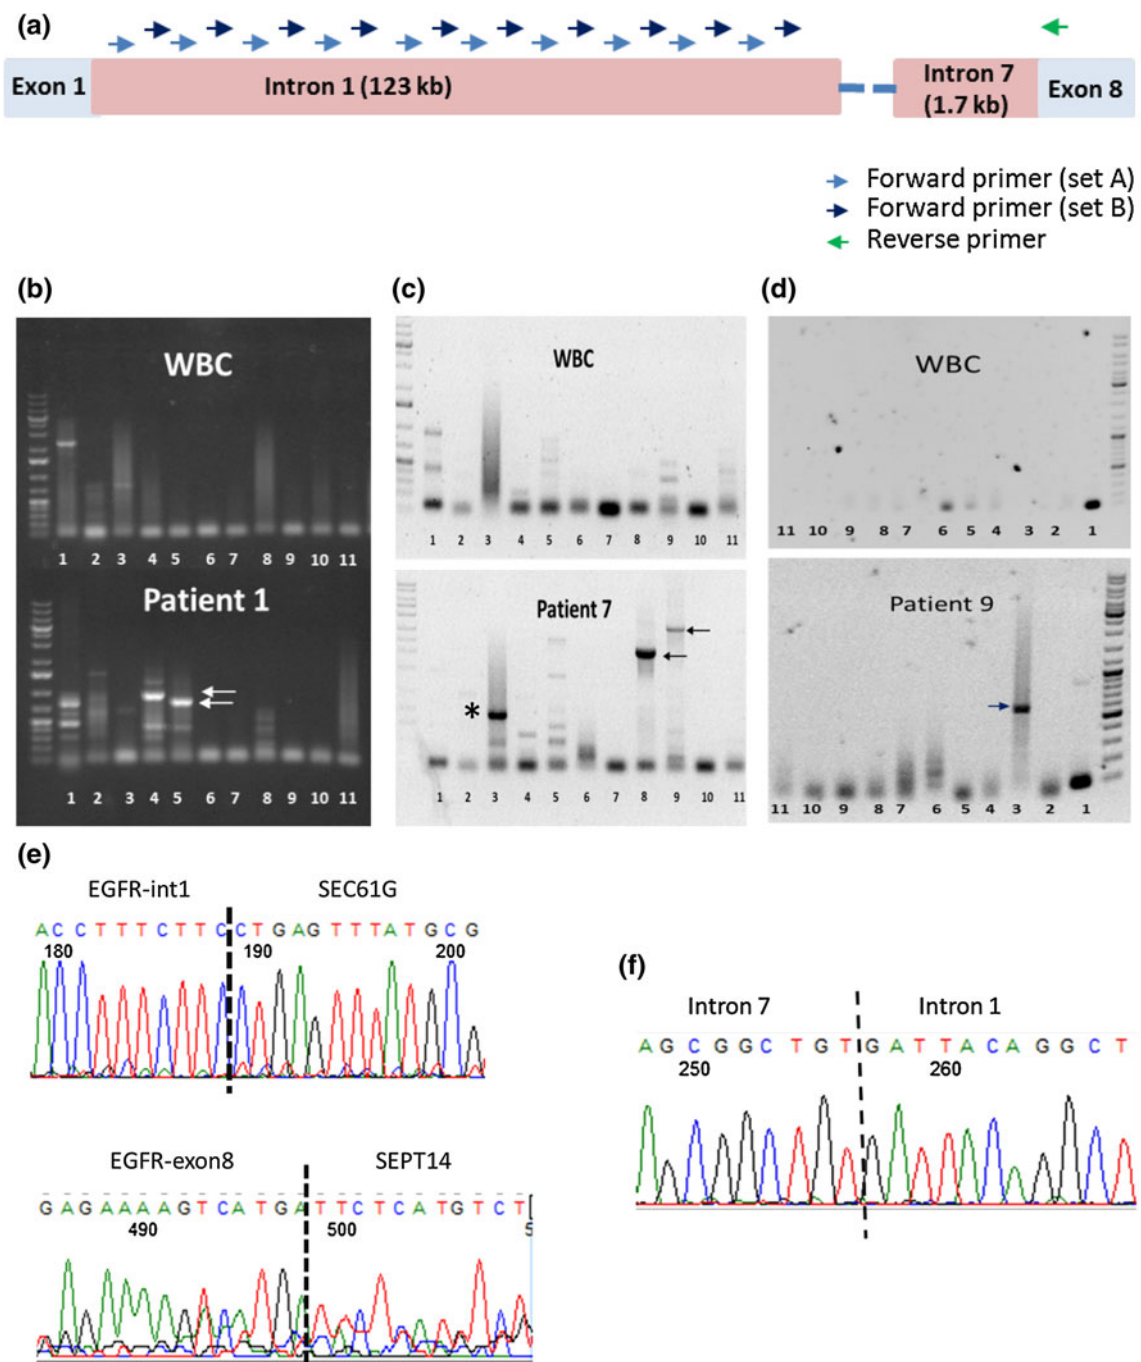 (a)
Exon 1
Intron 1 (123 kb)
Intron 7
(1.7 kb)
Exon 8
Forward primer (set A)
Forward primer (set B)
Reverse primer
(b)
WBC
1 2 3 4 5 6 7 8 9 10 11
Patient 1
1 2 3 4 5 6 7 8 9 10 11
(c)
WBC
1 2 3 4 5 6 7 8 9 10 11
Patient 7
*
1 2 3 4 5 6 7 8 9 10 11
(d)
WBC
11 10 9 8 7 6 5 4 3 2 1
Patient 9
11 10 9 8 7 6 5 4 3 2 1
(e)
EGFR-int1 SEC61G
A C C T T T C T T C C T G A G T T T A T G C G
180 190 200
EGFR-exon8 SEPT14
G A G A A A A G T C A T G A T T C T C A T G T C T
490 500 5
(f)
Intron 7 Intron 1
A G C G G C T G T G A T T A C A G G C T
250 260